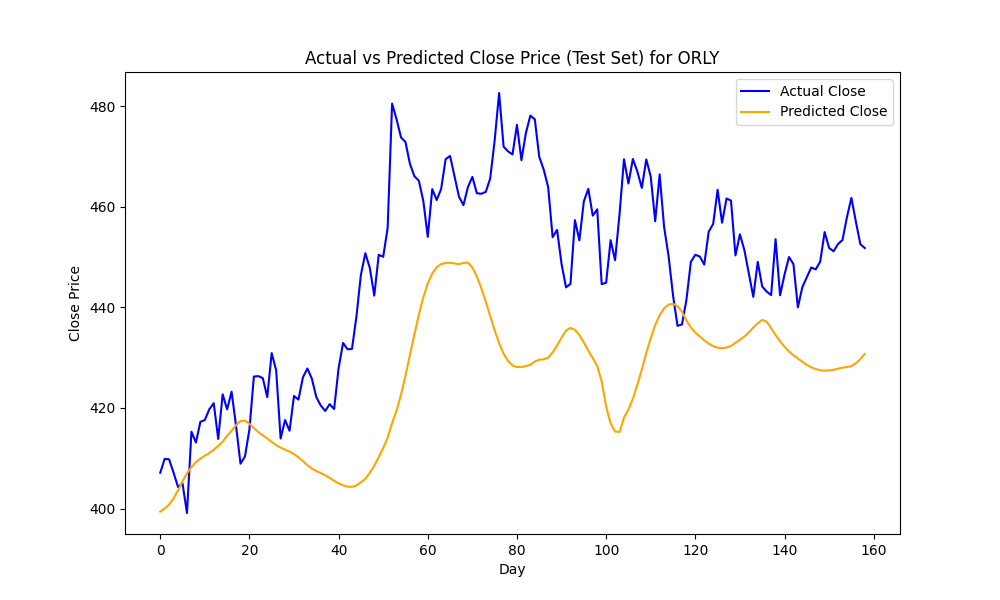 Actual vs Predicted Close Price (Test Set) for ORLY
Actual Close
Predicted Close
480
460
440
420
400
Close Price
0 20 40 60 80 100 120 140 160
Day